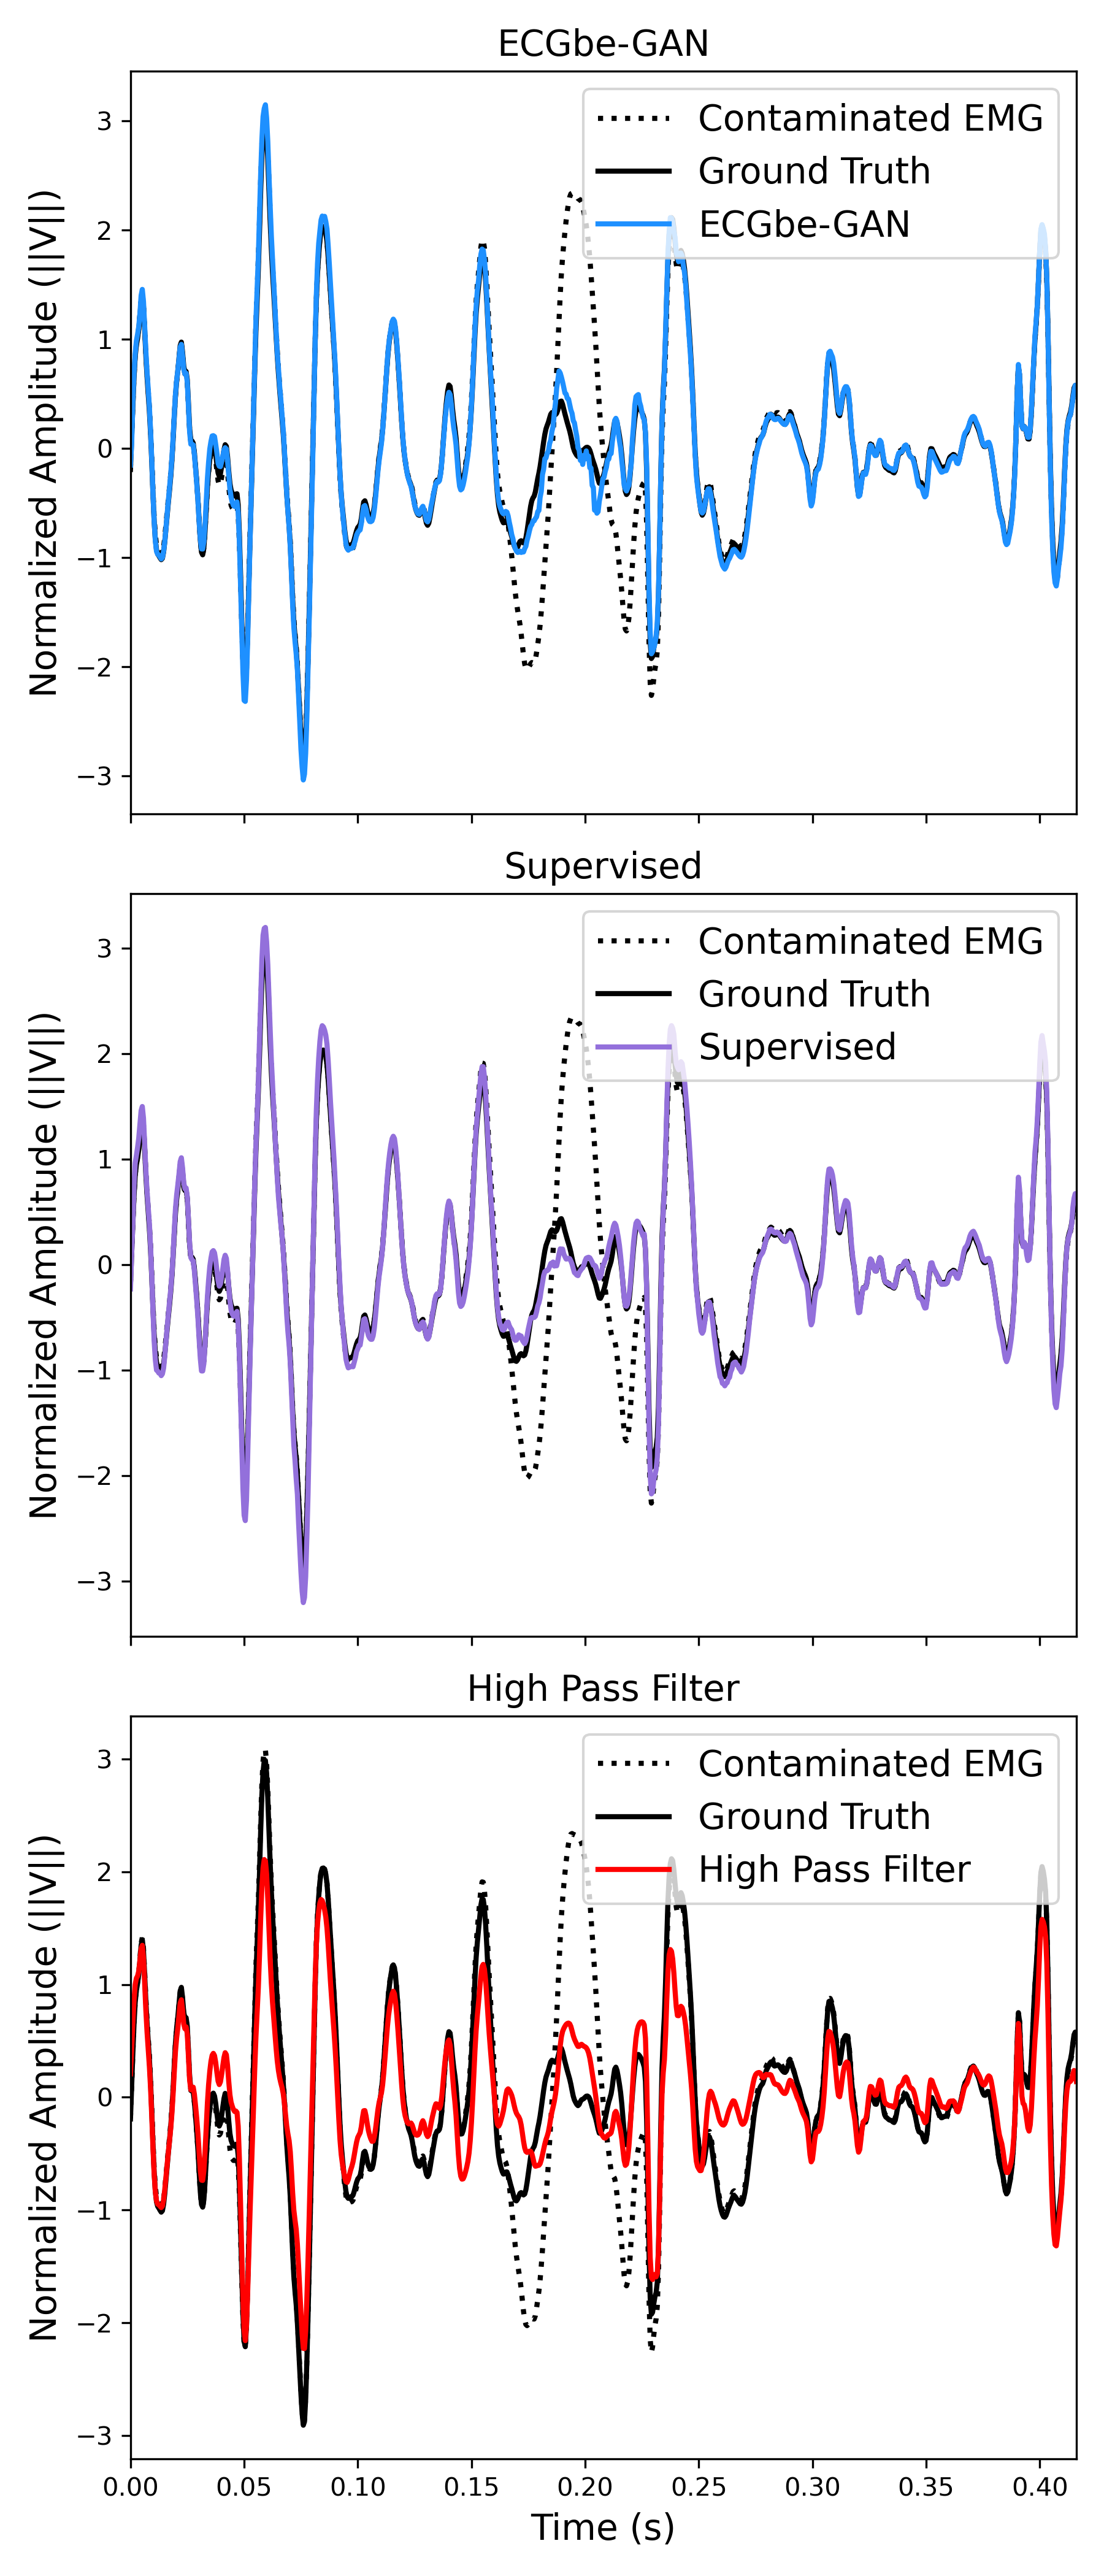 ECGbe-GAN
Normalized Amplitude (||V||)
3
2
1
0
−1
−2
−3
Contaminated EMG
Ground Truth
ECGbe-GAN
Supervised
Normalized Amplitude (||V||)
3
2
1
0
−1
−2
−3
Contaminated EMG
Ground Truth
Supervised
High Pass Filter
Normalized Amplitude (||V||)
3
2
1
0
−1
−2
−3
Contaminated EMG
Ground Truth
High Pass Filter
0.00 0.05 0.10 0.15 0.20 0.25 0.30 0.35 0.40
Time (s)